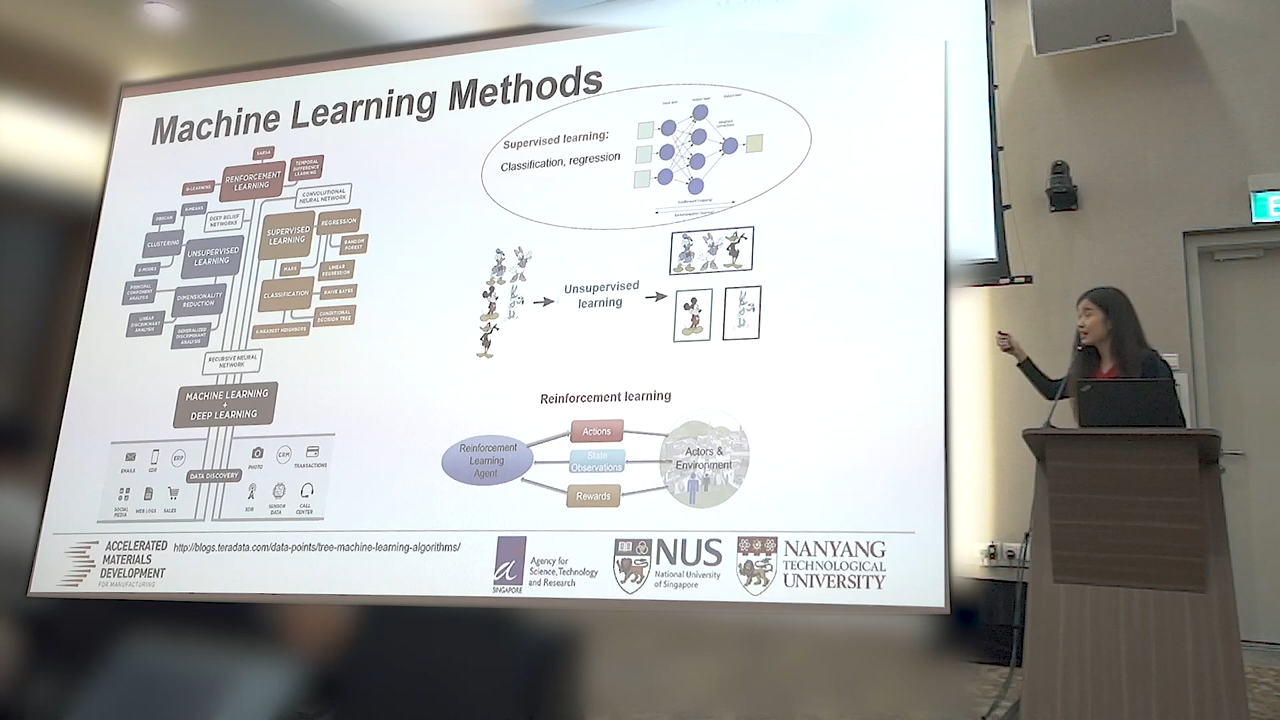 Machine Learning Methods
SARSA
TEMPORAL
DIFFERENCE
LEARNING
REINFORCEMENT
LEARNING
Q-LEARNING
CONVOLUTIONAL
NEURAL NETWORK
K-MEANS
DBSCAN
DEEP BELIEF
NETWORKS
SUPERVISED
LEARNING
REGRESSION
CLUSTERING
RANDOM
FOREST
UNSUPERVISED
LEARNING
K-MODES
MARS
LINEAR
REGRESSION
PRINCIPAL
COMPONENT
ANALYSIS
DIMENSIONALITY
REDUCTION
CLASSIFICATION
NAIVE BAYES
LINEAR
DISCRIMINANT
ANALYSIS
GENERALIZED
DISCRIMINANT
ANALYSIS
CONDITIONAL
DECISION TREE
K-NEAREST NEIGHBORS
RECURSIVE NEURAL
NETWORK
MACHINE LEARNING
+
DEEP LEARNING
EMAILS
CDR
ERP
PHOTO
CRM
TRANSACTIONS
DATA DISCOVERY
SOCIAL
MEDIA
WEB LOGS
SALES
XDR
SENSOR
DATA
CALL
CENTER
Supervised learning:
Classification, regression
Unsupervised
learning
Reinforcement learning
Reinforcement
Learning
Agent
Actions
State
Observations
Rewards
Actors &
Environment
ACCELERATED
MATERIALS
DEVELOPMENT
FOR MANUFACTURING
http://blogs.teradata.com/data-points/tree-machine-learning-algorithms/
a
SINGAPORE
Agency for
Science, Technology
and Research
NUS
National University
of Singapore
NANYANG
TECHNOLOGICAL
UNIVERSITY